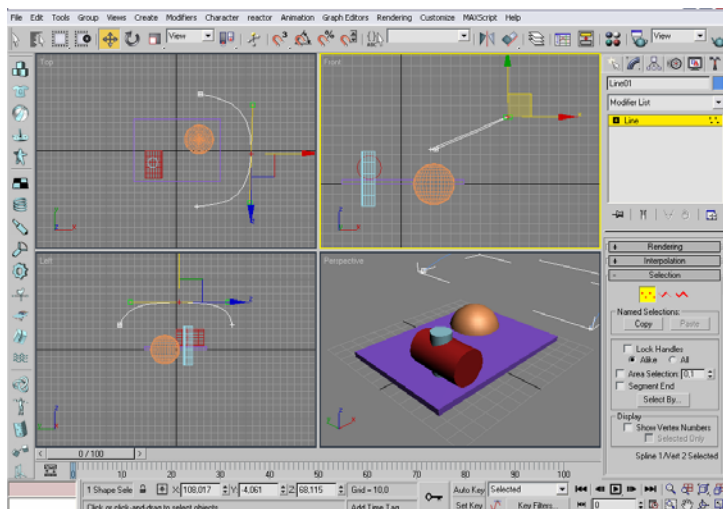 File Edit Tools Group Views Create Modifiers Character reactor Animation Graph Editors Rendering Customize MAXScript Help
View
View
Top
Front
Left
Perspective
Line01
Modifier List
Line
Rendering
Interpolation
Selection
Named Selections:
Copy Paste
Lock Handles
Alike All
Area Selection: 0,1
Segment End
Select By...
Display
Show Vertex Numbers
Selected Only
Spline 1/Vert 2 Selected
0 / 100
0 10 20 30 40 50 60 70 80 90 100
1 Shape Sele X: 108,017 Y: -4,061 Z: 68,115 Grid = 10,0 Auto Key Selected
Click or click-and-drag to select objects Add Time Tag Set Key Key Filters... 0